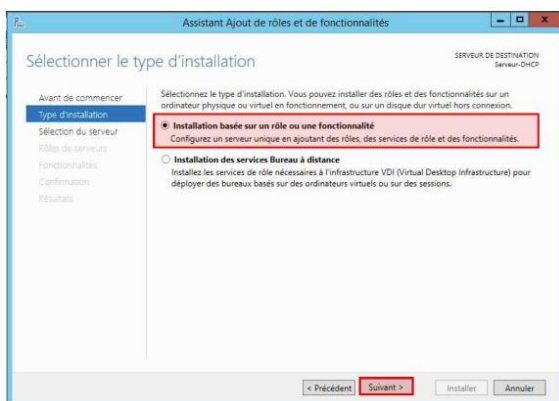 Assistant Ajout de rôles et de fonctionnalités
Sélectionner le type d'installation
SERVEUR DE DESTINATION
Serveur-DHCP
Avant de commencer
Type d'installation
Sélection du serveur
Rôles de serveurs
Fonctionnalités
Confirmation
Résultats
Sélectionnez le type d'installation. Vous pouvez installer des rôles et des fonctionnalités sur un
ordinateur physique ou virtuel en fonctionnement, ou sur un disque dur virtuel hors connexion.
Installation basée sur un rôle ou une fonctionnalité
Configurez un serveur unique en ajoutant des rôles, des services de rôle et des fonctionnalités.
Installation des services Bureau à distance
Installez les services de rôle nécessaires à l'infrastructure VDI (Virtual Desktop Infrastructure) pour
déployer des bureaux basés sur des ordinateurs virtuels ou sur des sessions.
< Précédent Suivant > Installer Annuler